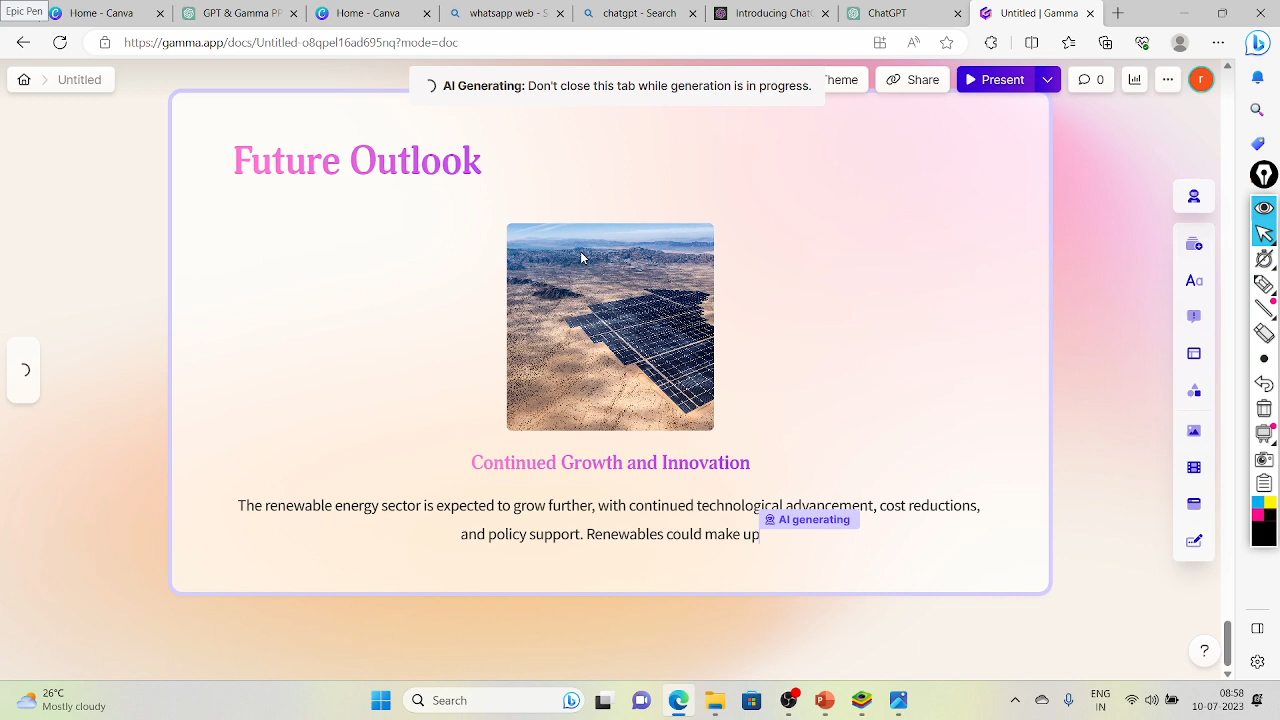 Epic Pen
Home - Canva
GPT & Gamma PP
Home - Canva
whatsapp web - S
chatapt - Search
Introducing Chat
ChatGPT
Untitled | Gamma
https://gamma.app/docs/Untitled-o8qpel16ad695nq?mode=doc
Untitled
AI Generating: Don't close this tab while generation is in progress.
Theme
Share
Present
0
r
Future Outlook
Continued Growth and Innovation
The renewable energy sector is expected to grow further, with continued technological advancement, cost reductions,
AI generating
and policy support. Renewables could make up
Aa
?
26°C
Mostly cloudy
Search
ENG
IN
08:58
10-07-2023